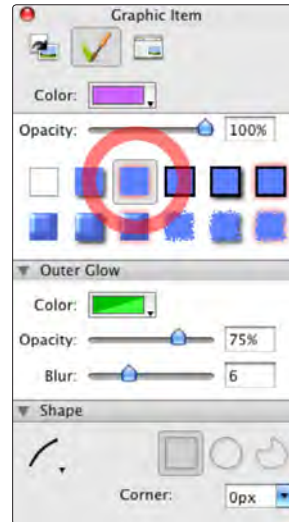 Graphic Item
Color:
Opacity: 100%
Outer Glow
Color:
Opacity: 75%
Blur: 6
Shape
Corner: 0px